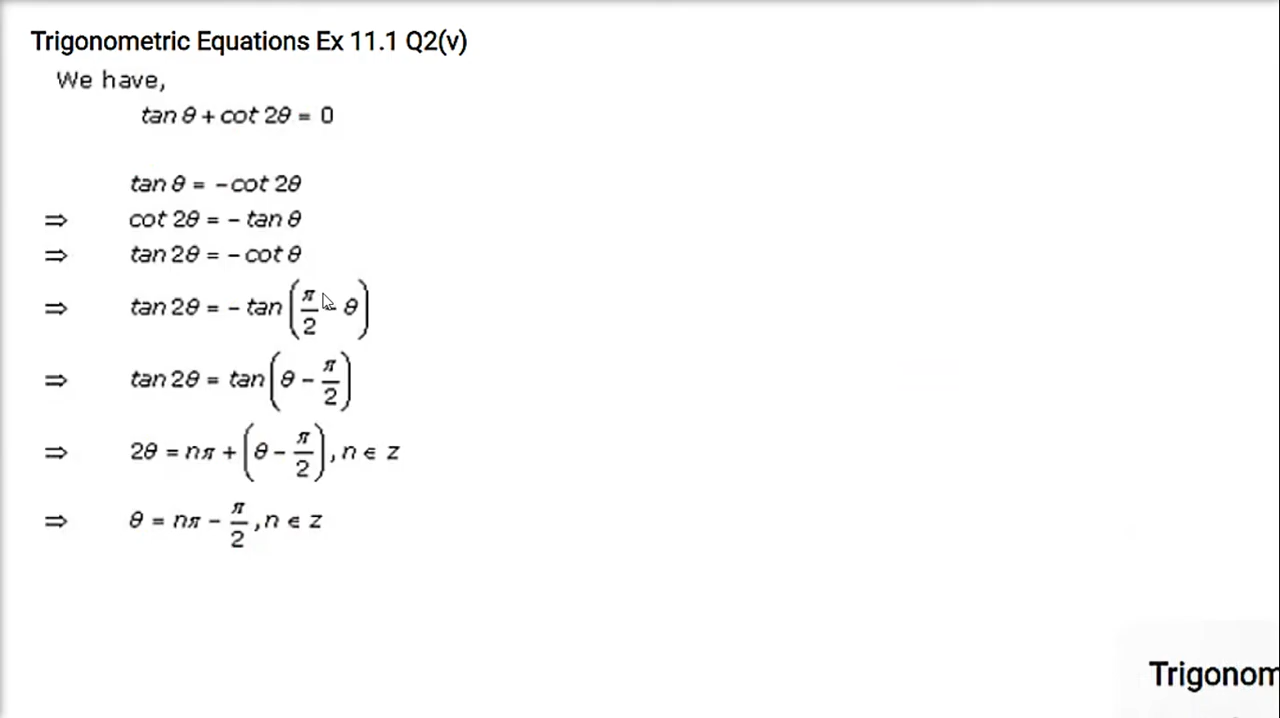 Trigonometric Equations Ex 11.1 Q2(v)
We have,
tan θ + cot 2θ = 0
tan θ = -cot 2θ
⇒ cot 2θ = - tan θ
⇒ tan 2θ = - cot θ
⇒ tan 2θ = - tan (π/2 - θ)
⇒ tan 2θ = tan (θ - π/2)
⇒ 2θ = nπ + (θ - π/2), n ∈ z
⇒ θ = nπ - π/2, n ∈ z
Trigonom